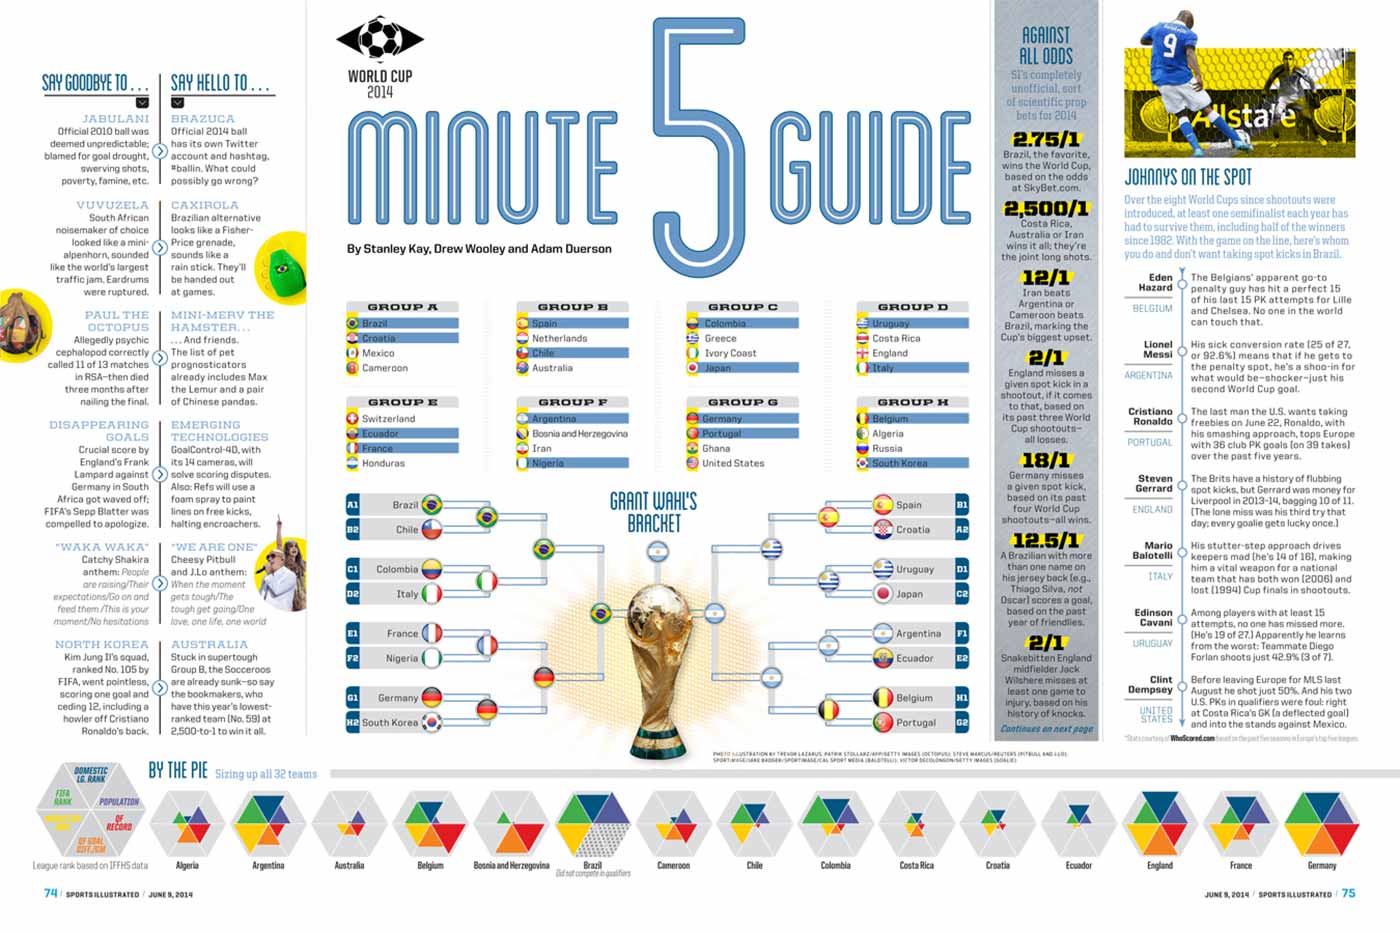 WORLD CUP
2014
MINUTE 5 GUIDE
By Stanley Kay, Drew Wooley and Adam Duerson
SAY GOODBYE TO . . .
JABULANI
Official 2010 ball was
deemed unpredictable;
blamed for goal drought,
swerving shots,
poverty, famine, etc.
VUVUZELA
South African
noisemaker of choice
looked like a mini-
alpenhorn, sounded
like the world's largest
traffic jam. Eardrums
were ruptured.
PAUL THE
OCTOPUS
Allegedly psychic
cephalopod correctly
called 11 of 13 matches
in RSA—then died
three months after
nailing the final.
DISAPPEARING
GOALS
Crucial score by
England's Frank
Lampard against
Germany in South
Africa got waved off;
FIFA's Sepp Blatter was
compelled to apologize.
"WAKA WAKA"
Catchy Shakira
anthem: People
are raising/Their
expectations/Go on and
feed them /This is your
moment/No hesitations
NORTH KOREA
Kim Jung Il's squad,
ranked No. 105 by
FIFA, went pointless,
scoring one goal and
ceding 12, including a
howler off Cristiano
Ronaldo's back.
SAY HELLO TO . . .
BRAZUCA
Official 2014 ball
has its own Twitter
account and hashtag,
#ballin. What could
possibly go wrong?
CAXIROLA
Brazilian alternative
looks like a Fisher-
Price grenade,
sounds like a
rain stick. They'll
be handed out
at games.
MINI-MERV THE
HAMSTER. . .
. . . And friends.
The list of pet
prognosticators
already includes Max
the Lemur and a pair
of Chinese pandas.
EMERGING
TECHNOLOGIES
GoalControl-4D, with
its 14 cameras, will
solve scoring disputes.
Also: Refs will use
foam spray to paint
lines on free kicks,
halting encroachers.
"WE ARE ONE"
Cheesy Pitbull
and J.Lo anthem:
When the moment
gets tough/The
tough get going/One
love, one life, one world
AUSTRALIA
Stuck in supertough
Group B, the Socceroos
are already sunk—so say
the bookmakers, who
have this year's lowest-
ranked team (No. 59) at
2,500-to-1 to win it all.
GROUP A
Brazil
Croatia
Mexico
Cameroon
GROUP B
Spain
Netherlands
Chile
Australia
GROUP C
Colombia
Greece
Ivory Coast
Japan
GROUP D
Uruguay
Costa Rica
England
Italy
GROUP E
Switzerland
Ecuador
France
Honduras
GROUP F
Argentina
Bosnia and Herzegovina
Iran
Nigeria
GROUP G
Germany
Portugal
Ghana
United States
GROUP H
Belgium
Algeria
Russia
South Korea
GRANT WAHL'S
BRACKET
A1 Brazil
B2 Chile
C1 Colombia
D2 Italy
E1 France
F2 Nigeria
G1 Germany
H2 South Korea
Spain B1
Croatia A2
Uruguay D1
Japan C2
Argentina F1
Ecuador E2
Belgium H1
Portugal G2
PHOTO ILLUSTRATION BY TREVOR LAZARUS; PATRIK STOLLARZ/AFP/GETTY IMAGES (OCTOPUS); STEVE MARCUS/REUTERS (PITBULL AND J-LO);
SPORTIMAGE/JAKE BADGER/SPORTIMAGE/CAL SPORT MEDIA (BALOTELLI); VICTOR DECOLONGON/GETTY IMAGES (GOALIE)
AGAINST
ALL ODDS
SI's completely
unofficial, sort
of scientific prop
bets for 2014
2.75/1
Brazil, the favorite,
wins the World Cup,
based on the odds
at SkyBet.com.
2,500/1
Costa Rica,
Australia or Iran
wins it all; they're
the joint long shots.
12/1
Iran beats
Argentina or
Cameroon beats
Brazil, marking the
Cup's biggest upset.
2/1
England misses a
given spot kick in a
shootout, if it comes
to that, based on
its past three World
Cup shootouts—
all losses.
18/1
Germany misses
a given spot kick,
based on its past
four World Cup
shootouts—all wins.
12.5/1
A Brazilian with more
than one name on
his jersey back (e.g.,
Thiago Silva, not
Oscar) scores a goal,
based on the past
year of friendlies.
2/1
Snakebitten England
midfielder Jack
Wilshere misses at
least one game to
injury, based on his
history of knocks.
Continues on next page
9
Allstate
JOHNNYS ON THE SPOT
Over the eight World Cups since shootouts were
introduced, at least one semifinalist each year has
had to survive them, including half of the winners
since 1982. With the game on the line, here's whom
you do and don't want taking spot kicks in Brazil.
Eden
Hazard
BELGIUM
The Belgians' apparent go-to
penalty guy has hit a perfect 15
of his last 15 PK attempts for Lille
and Chelsea. No one in the world
can touch that.
Lionel
Messi
ARGENTINA
His sick conversion rate (25 of 27,
or 92.6%) means that if he gets to
the penalty spot, he's a shoo-in for
what would be—shocker—just his
second World Cup goal.
Cristiano
Ronaldo
PORTUGAL
The last man the U.S. wants taking
freebies on June 22, Ronaldo, with
his smashing approach, tops Europe
with 36 club PK goals (on 39 takes)
over the past five years.
Steven
Gerrard
ENGLAND
The Brits have a history of flubbing
spot kicks, but Gerrard was money for
Liverpool in 2013-14, bagging 10 of 11.
(The lone miss was his third try that
day; every goalie gets lucky once.)
Mario
Balotelli
ITALY
His stutter-step approach drives
keepers mad (he's 14 of 16), making
him a vital weapon for a national
team that has both won (2006) and
lost (1994) Cup finals in shootouts.
Edinson
Cavani
URUGUAY
Among players with at least 15
attempts, no one has missed more.
(He's 19 of 27.) Apparently he learns
from the worst: Teammate Diego
Forlan shoots just 42.9% (3 of 7).
Clint
Dempsey
UNITED
STATES
Before leaving Europe for MLS last
August he shot just 50%. And his two
U.S. PKs in qualifiers were foul: right
at Costa Rica's GK (a deflected goal)
and into the stands against Mexico.
*Stats courtesy of WhoScored.com based on the past five seasons in Europe's top five leagues.
BY THE PIE Sizing up all 32 teams
DOMESTIC
LG. RANK
FIFA
RANK
POPULATION
QF
RECORD
QF GOAL
DIFF./GM
League rank based on IFFHS data
Algeria
Argentina
Australia
Belgium
Bosnia and Herzegovina
Brazil
Did not compete in qualifiers
Cameroon
Chile
Colombia
Costa Rica
Croatia
Ecuador
England
France
Germany
74 / SPORTS ILLUSTRATED / JUNE 9, 2014
JUNE 9, 2014 / SPORTS ILLUSTRATED / 75